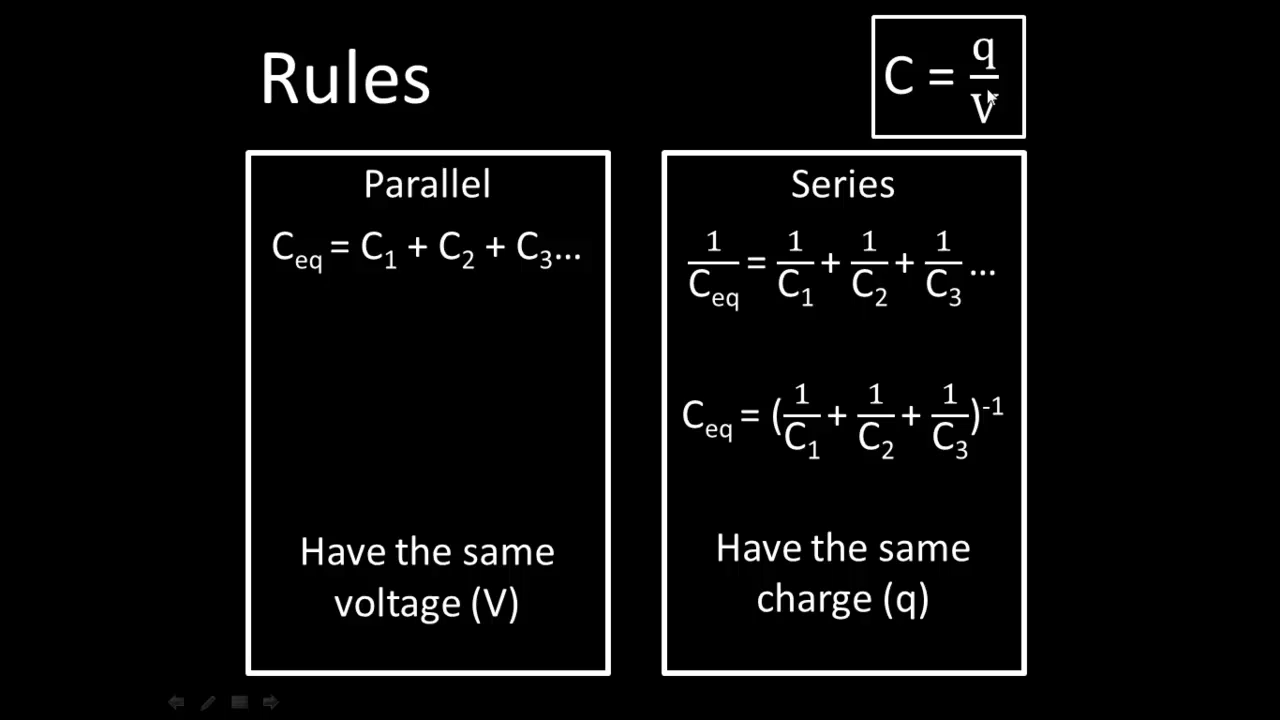 Rules
C = q/V
Parallel
C_eq = C_1 + C_2 + C_3...
Have the same
voltage (V)
Series
1/C_eq = 1/C_1 + 1/C_2 + 1/C_3 ...
C_eq = (1/C_1 + 1/C_2 + 1/C_3)^-1
Have the same
charge (q)